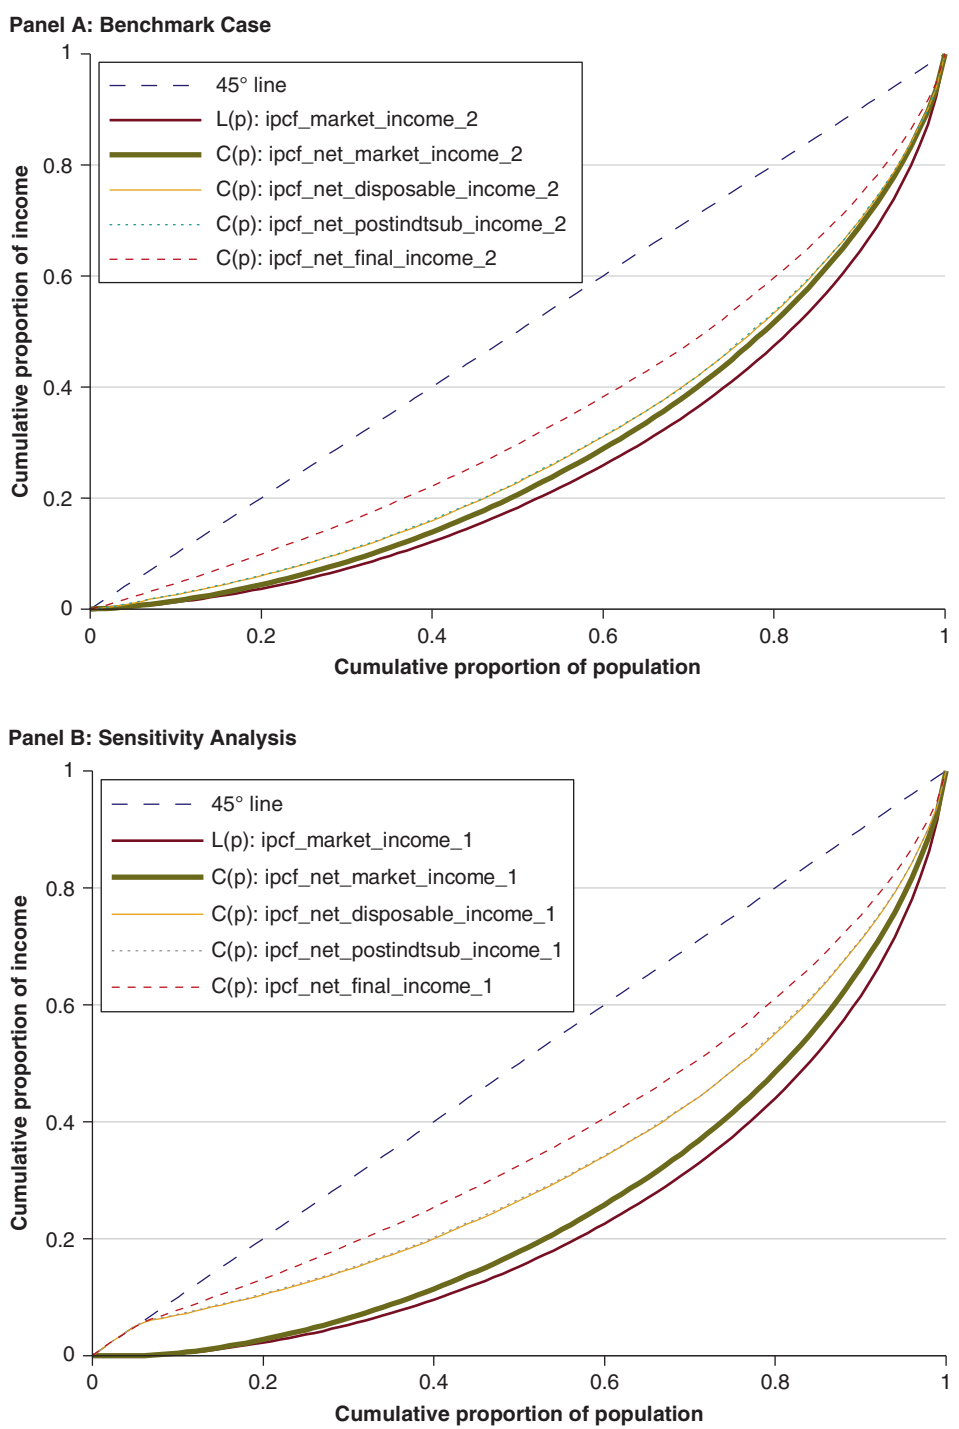 Panel A: Benchmark Case
1
0.8
0.6
0.4
0.2
0
Cumulative proportion of income
45° line
L(p): ipcf_market_income_2
C(p): ipcf_net_market_income_2
C(p): ipcf_net_disposable_income_2
C(p): ipcf_net_postindtsub_income_2
C(p): ipcf_net_final_income_2
0 0.2 0.4 0.6 0.8 1
Cumulative proportion of population
Panel B: Sensitivity Analysis
1
0.8
0.6
0.4
0.2
0
Cumulative proportion of income
45° line
L(p): ipcf_market_income_1
C(p): ipcf_net_market_income_1
C(p): ipcf_net_disposable_income_1
C(p): ipcf_net_postindtsub_income_1
C(p): ipcf_net_final_income_1
0 0.2 0.4 0.6 0.8 1
Cumulative proportion of population